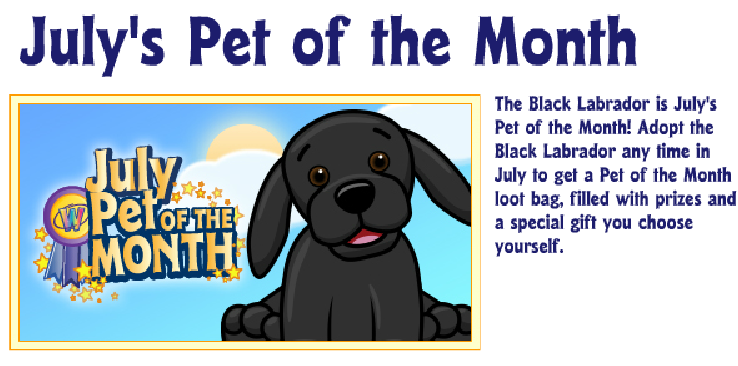 July's Pet of the Month
July
Pet OF THE
MONTH
W
The Black Labrador is July's
Pet of the Month! Adopt the
Black Labrador any time in
July to get a Pet of the Month
loot bag, filled with prizes and
a special gift you choose
yourself.